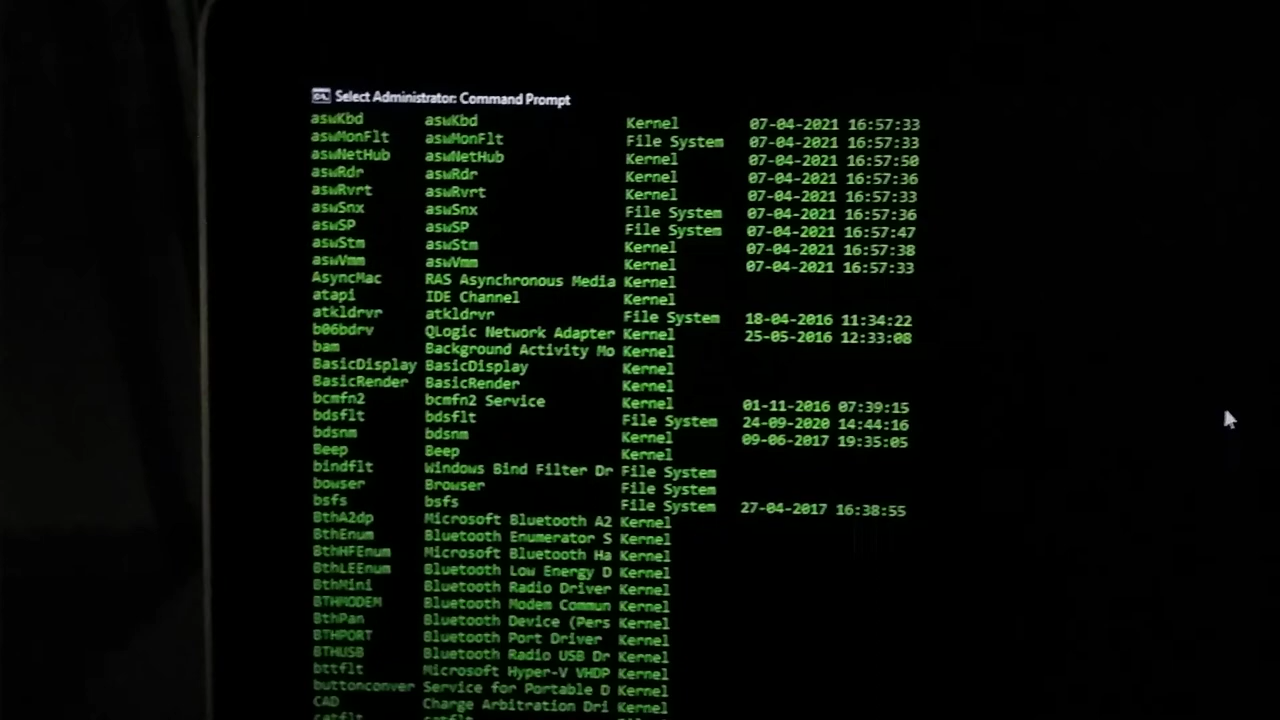 Select Administrator: Command Prompt
aswKbd aswKbd Kernel 07-04-2021 16:57:33
aswMonFlt aswMonFlt File System 07-04-2021 16:57:33
aswNetHub aswNetHub Kernel 07-04-2021 16:57:50
aswRdr aswRdr Kernel 07-04-2021 16:57:36
aswRvrt aswRvrt Kernel 07-04-2021 16:57:33
aswSnx aswSnx File System 07-04-2021 16:57:36
aswSP aswSP File System 07-04-2021 16:57:47
aswStm aswStm Kernel 07-04-2021 16:57:38
aswVmm aswVmm Kernel 07-04-2021 16:57:33
AsyncMac RAS Asynchronous Media Kernel
atapi IDE Channel Kernel
atkldrvr atkldrvr File System 18-04-2016 11:34:22
b06bdrv QLogic Network Adapter Kernel 25-05-2016 12:33:08
bam Background Activity Mo Kernel
BasicDisplay BasicDisplay Kernel
BasicRender BasicRender Kernel
bcmfn2 bcmfn2 Service Kernel 01-11-2016 07:39:15
bdsflt bdsflt File System 24-09-2020 14:44:16
bdsnm bdsnm Kernel 09-06-2017 19:35:05
Beep Beep Kernel
bindflt Windows Bind Filter Dr File System
bowser Browser File System
bsfs bsfs File System 27-04-2017 16:38:55
BthA2dp Microsoft Bluetooth A2 Kernel
BthEnum Bluetooth Enumerator S Kernel
BthHFEnum Microsoft Bluetooth Ha Kernel
BthLEEnum Bluetooth Low Energy D Kernel
BthMini Bluetooth Radio Driver Kernel
BTHMODEM Bluetooth Modem Commun Kernel
BthPan Bluetooth Device (Pers Kernel
BTHPORT Bluetooth Port Driver Kernel
BTHUSB Bluetooth Radio USB Dr Kernel
bttflt Microsoft Hyper-V VHDP Kernel
buttonconver Service for Portable D Kernel
CAD Charge Arbitration Dri Kernel